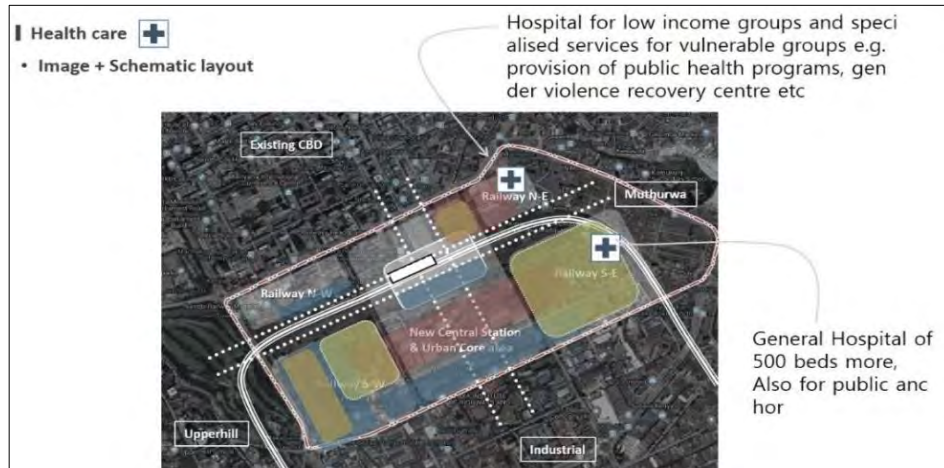 Health care
• Image + Schematic layout
Hospital for low income groups and speci
alised services for vulnerable groups e.g.
provision of public health programs, gen
der violence recovery centre etc
Existing CBD
Railway N-E
Muthurwa
Railway S-E
Railway N-W
New Central Station
& Urban Core area
Railway S-W
General Hospital of
500 beds more,
Also for public anc
hor
Upperhill
Industrial